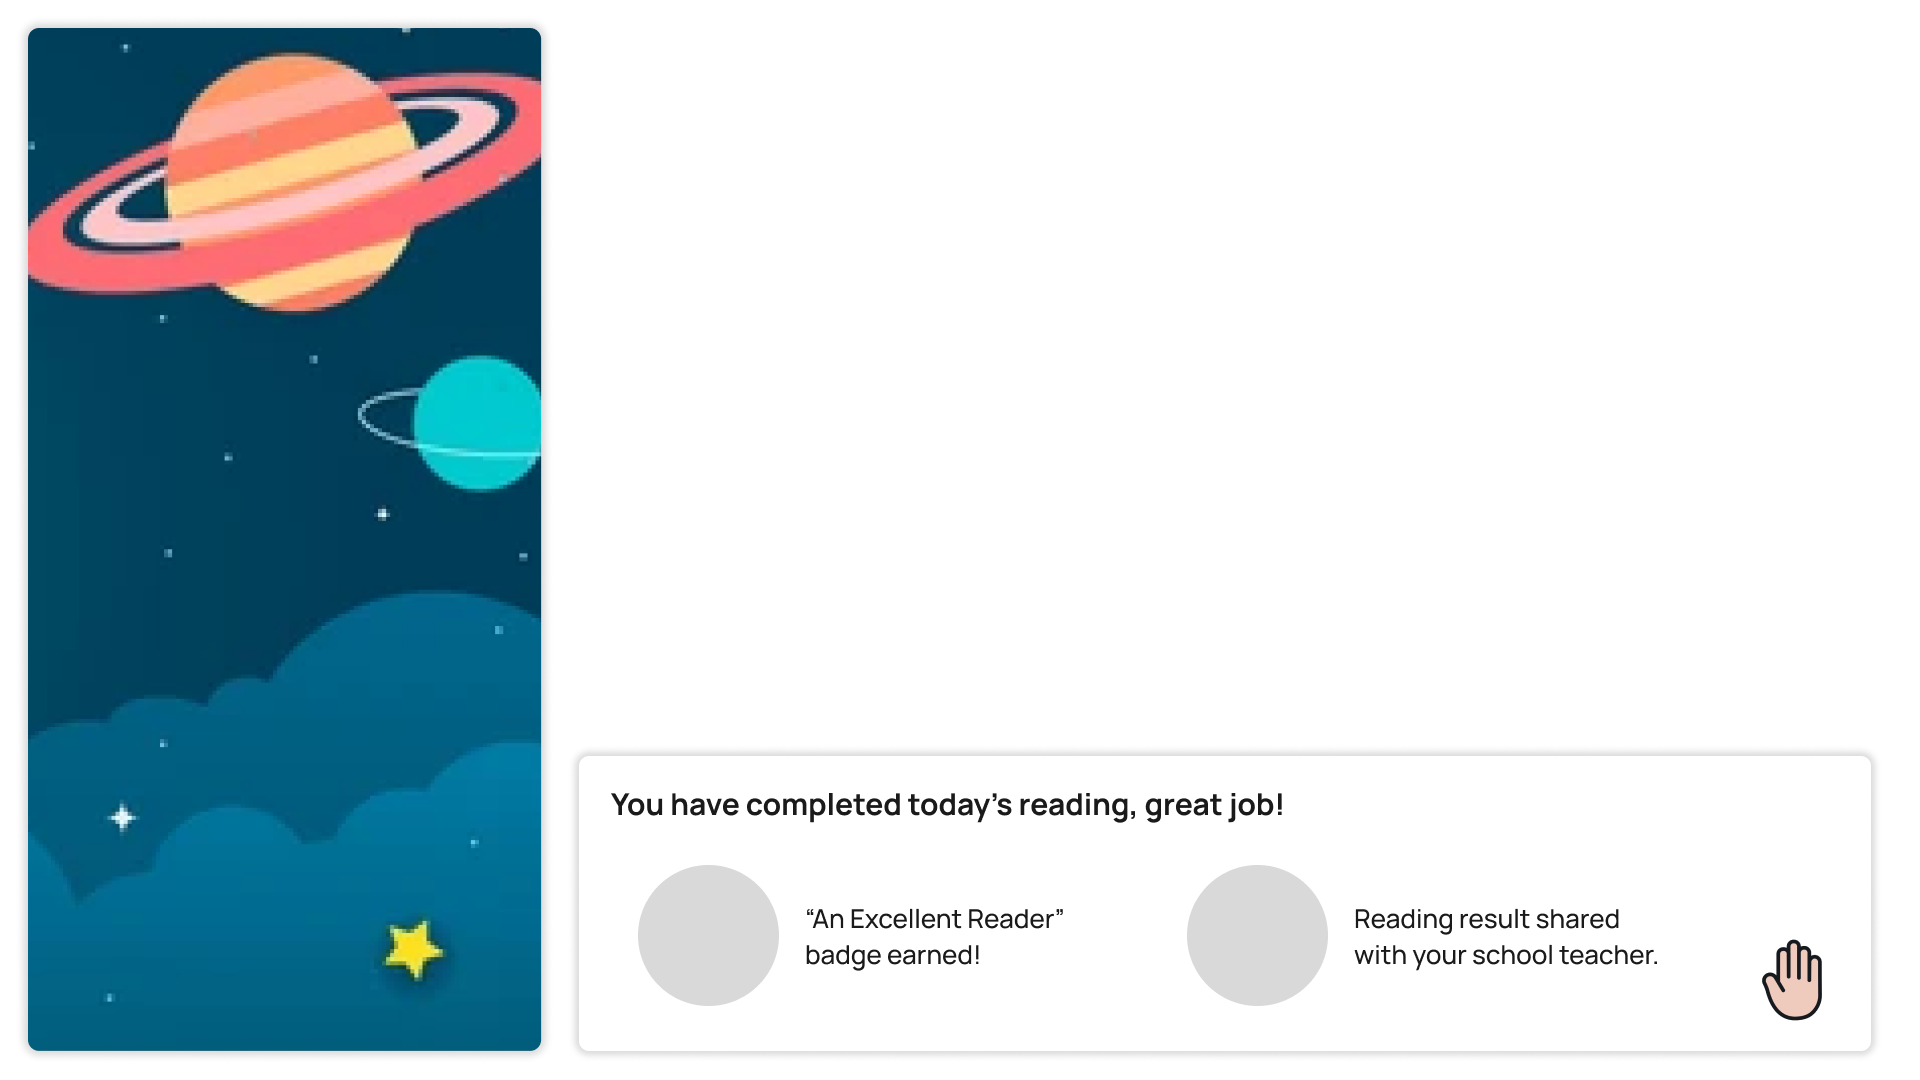 You have completed today’s reading, great job!
“An Excellent Reader”
badge earned!
Reading result shared
with your school teacher.